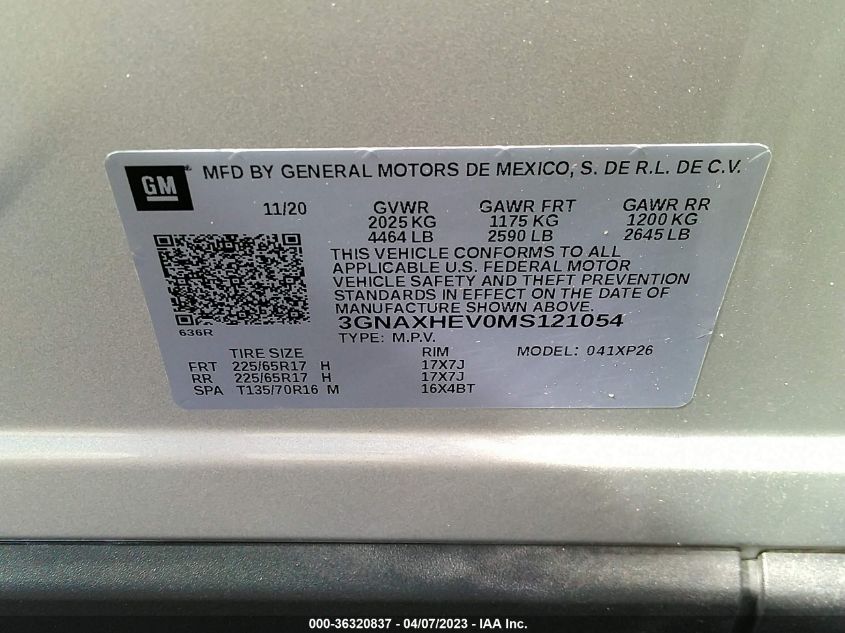 GM
MFD BY GENERAL MOTORS DE MEXICO, S. DE R.L. DE C.V.
11/20 GVWR GAWR FRT GAWR RR
2025 KG 1175 KG 1200 KG
4464 LB 2590 LB 2645 LB
THIS VEHICLE CONFORMS TO ALL
APPLICABLE U.S. FEDERAL MOTOR
VEHICLE SAFETY AND THEFT PREVENTION
STANDARDS IN EFFECT ON THE DATE OF
MANUFACTURE SHOWN ABOVE.
636R
3GNAXHEV0MS121054
TYPE: M.P.V.
TIRE SIZE RIM MODEL: 041XP26
FRT 225/65R17 H 17X7J
RR 225/65R17 H 17X7J
SPA T135/70R16 M 16X4BT
000-36320837 - 04/07/2023 - IAA Inc.